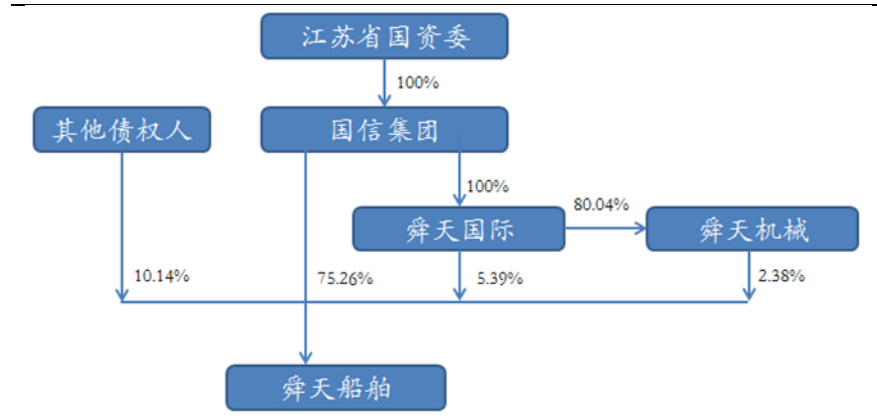 江苏省国资委
100%
其他债权人
国信集团
100%
80.04%
舜天国际
舜天机械
10.14%
75.26%
5.39%
2.38%
舜天船舶